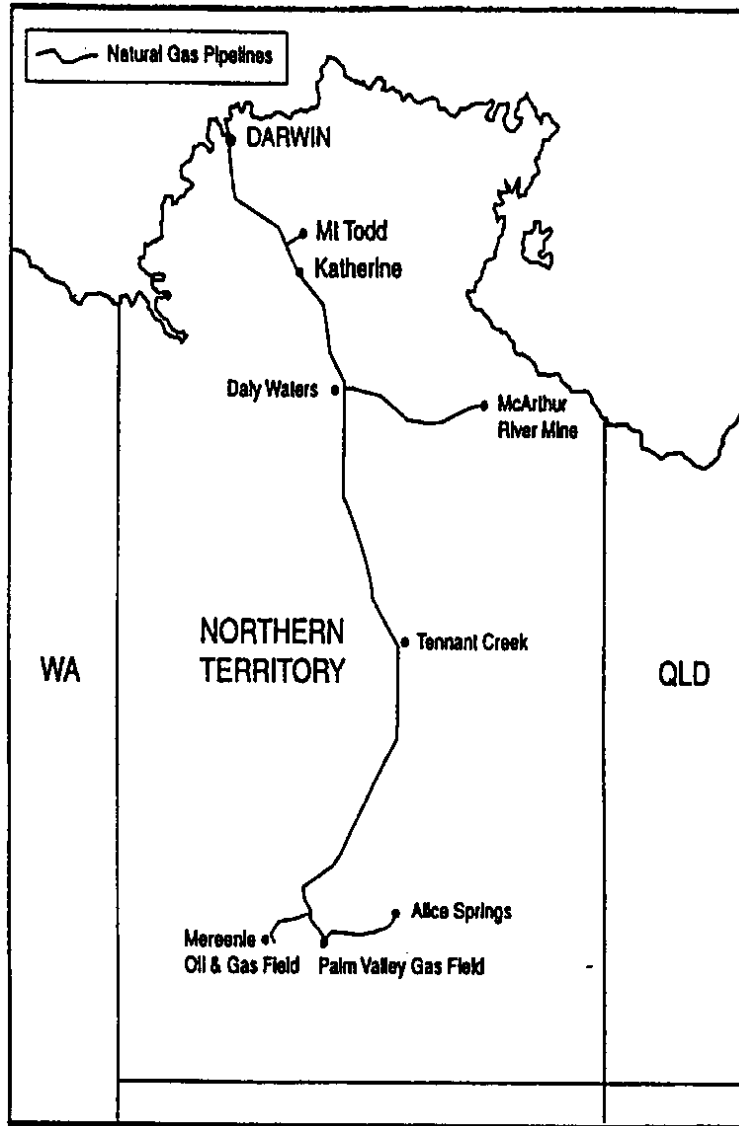 Natural Gas Pipelines
DARWIN
Mt Todd
Katherine
Daly Waters
McArthur
River Mine
NORTHERN
TERRITORY
Tennant Creek
WA
QLD
Alice Springs
Mereenie
Oil & Gas Field
Palm Valley Gas Field